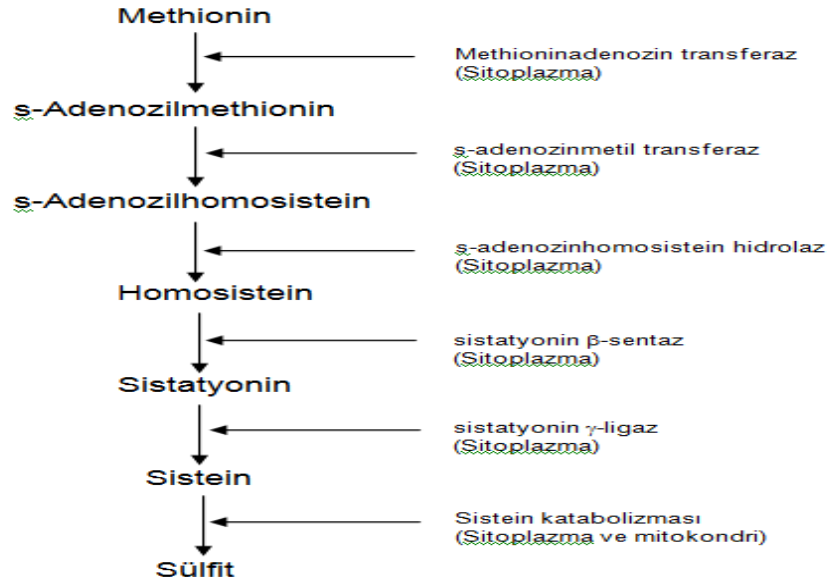 Methionin
Methioninadenozin transferaz
(Sitoplazma)
s-Adenozilmethionin
s-adenozinmetil transferaz
(Sitoplazma)
s-Adenozilhomosistein
s-adenozinhomosistein hidrolaz
(Sitoplazma)
Homosistein
sistatyonin β-sentaz
(Sitoplazma)
Sistatyonin
sistatyonin γ-ligaz
(Sitoplazma)
Sistein
Sistein katabolizması
(Sitoplazma ve mitokondri)
Sülfit